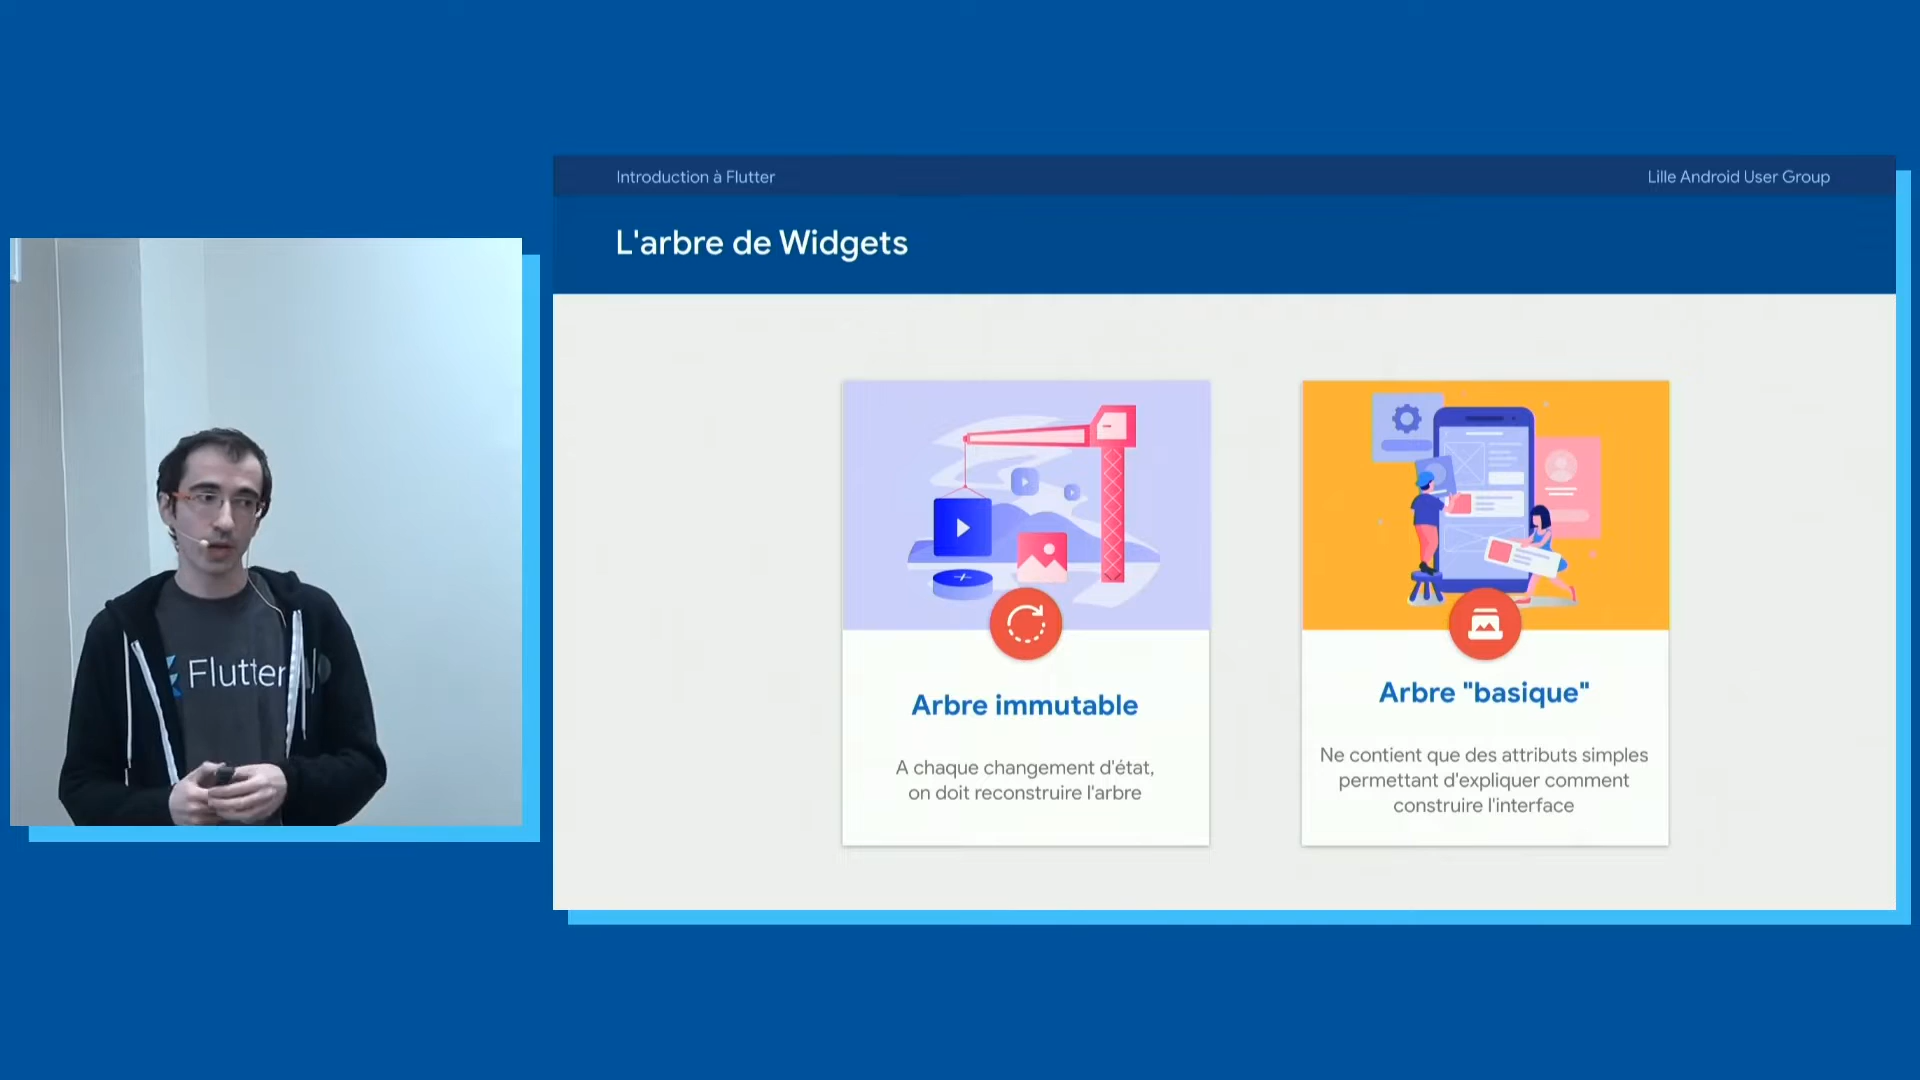 Introduction à Flutter
Lille Android User Group
L'arbre de Widgets
Flutter
Arbre immutable
A chaque changement d'état,
on doit reconstruire l'arbre
Arbre "basique"
Ne contient que des attributs simples
permettant d'expliquer comment
construire l'interface